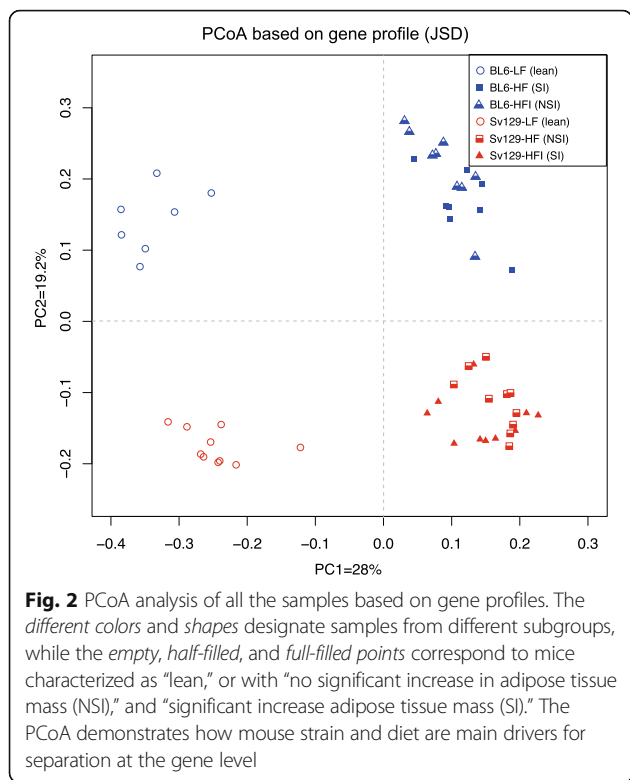 PCoA based on gene profile (JSD)
BL6-LF (lean)
BL6-HF (SI)
BL6-HFI (NSI)
Sv129-LF (lean)
Sv129-HF (NSI)
Sv129-HFI (SI)
PC2=19.2%
0.3
0.2
0.1
0.0
−0.1
−0.2
−0.4 −0.3 −0.2 −0.1 0.0 0.1 0.2 0.3
PC1=28%
Fig. 2 PCoA analysis of all the samples based on gene profiles. The
different colors and shapes designate samples from different subgroups,
while the empty, half-filled, and full-filled points correspond to mice
characterized as “lean,” or with “no significant increase in adipose tissue
mass (NSI),” and “significant increase adipose tissue mass (SI).” The
PCoA demonstrates how mouse strain and diet are main drivers for
separation at the gene level